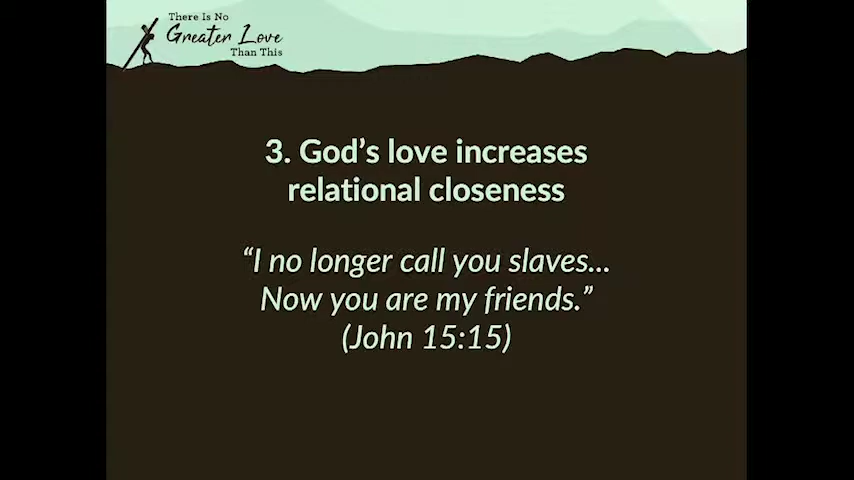 There Is No
Greater Love
Than This
3. God’s love increases
relational closeness
“I no longer call you slaves...
Now you are my friends.”
(John 15:15)